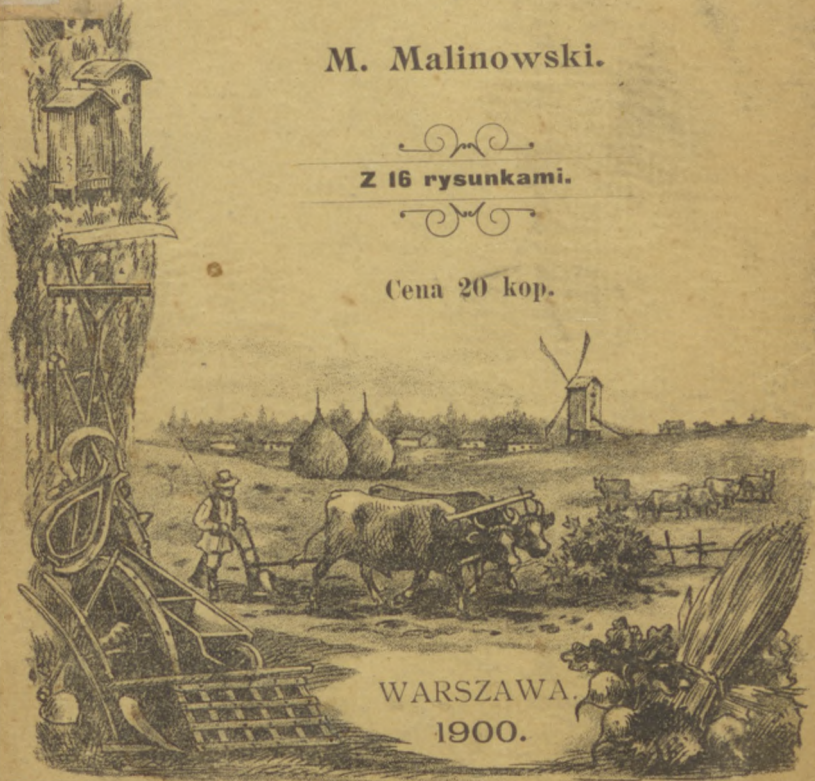 M. Malinowski.
Z 16 rysunkami.
Cena 20 kop.
WARSZAWA.
1900.